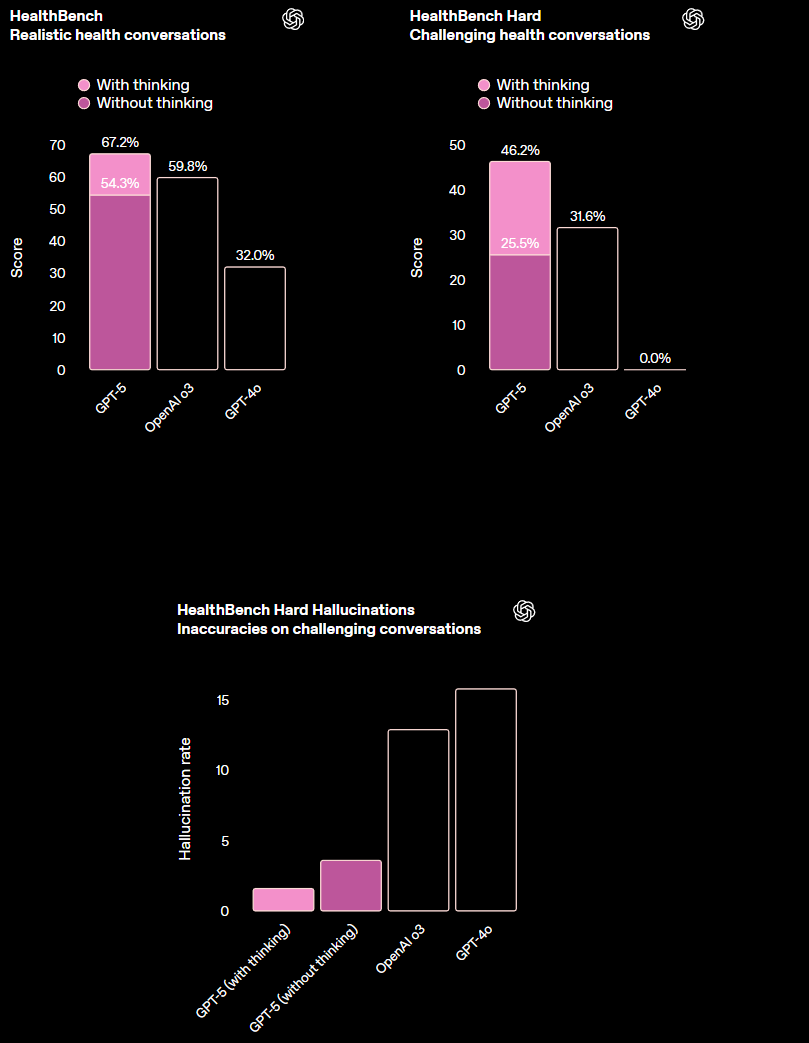 HealthBench
Realistic health conversations
With thinking
Without thinking
Score
70
60
50
40
30
20
10
0
67.2%
54.3%
59.8%
32.0%
GPT-5
OpenAI o3
GPT-4o
HealthBench Hard
Challenging health conversations
With thinking
Without thinking
Score
50
40
30
20
10
0
46.2%
25.5%
31.6%
0.0%
GPT-5
OpenAI o3
GPT-4o
HealthBench Hard Hallucinations
Inaccuracies on challenging conversations
Hallucination rate
15
10
5
0
GPT-5 (with thinking)
GPT-5 (without thinking)
OpenAI o3
GPT-4o